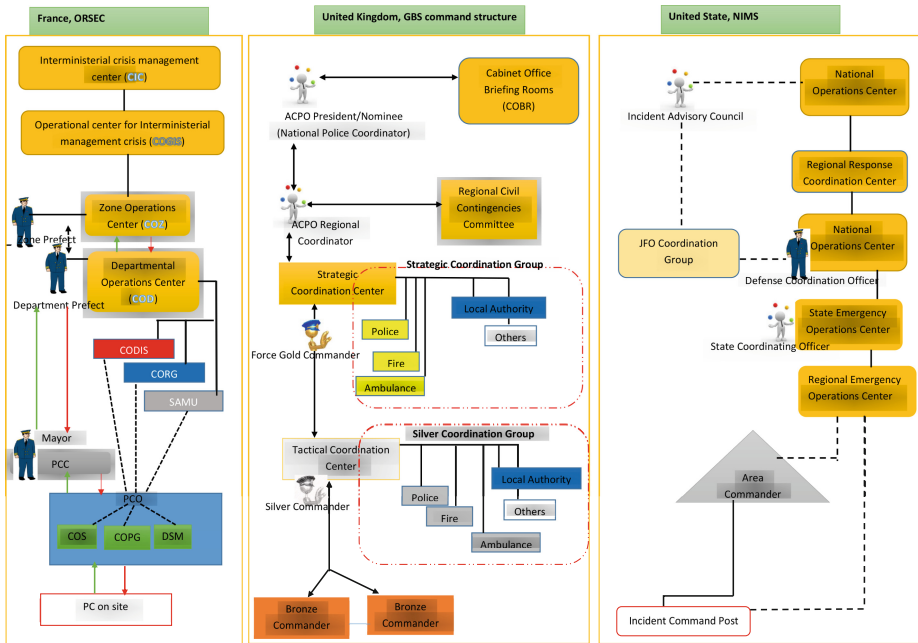 France, ORSEC
Interministerial crisis management
center (CIC)
Operational center for Interministerial
management crisis (COGIS)
Zone Operations
Center (COZ)
Zone Prefect
Departmental
Operations Center
(COD)
Department Prefect
CODIS
CORG
SAMU
Mayor
PCC
PCO
COS
COPG
DSM
PC on site
United Kingdom, GBS command structure
Cabinet Office
Briefing Rooms
(COBR)
ACPO President/Nominee
(National Police Coordinator)
Regional Civil
Contingencies
Committee
ACPO Regional
Coordinator
Strategic Coordination Group
Strategic
Coordination Center
Local Authority
Police
Others
Force Gold Commander
Fire
Ambulance
Silver Coordination Group
Tactical Coordination
Center
Local Authority
Police
Others
Silver Commander
Fire
Ambulance
Bronze
Commander
Bronze
Commander
United State, NIMS
National
Operations Center
Incident Advisory Council
Regional Response
Coordination Center
JFO Coordination
Group
National
Operations Center
Defense Coordination Officer
State Emergency
Operations Center
State Coordinating Officer
Regional Emergency
Operations Center
Area
Commander
Incident Command Post